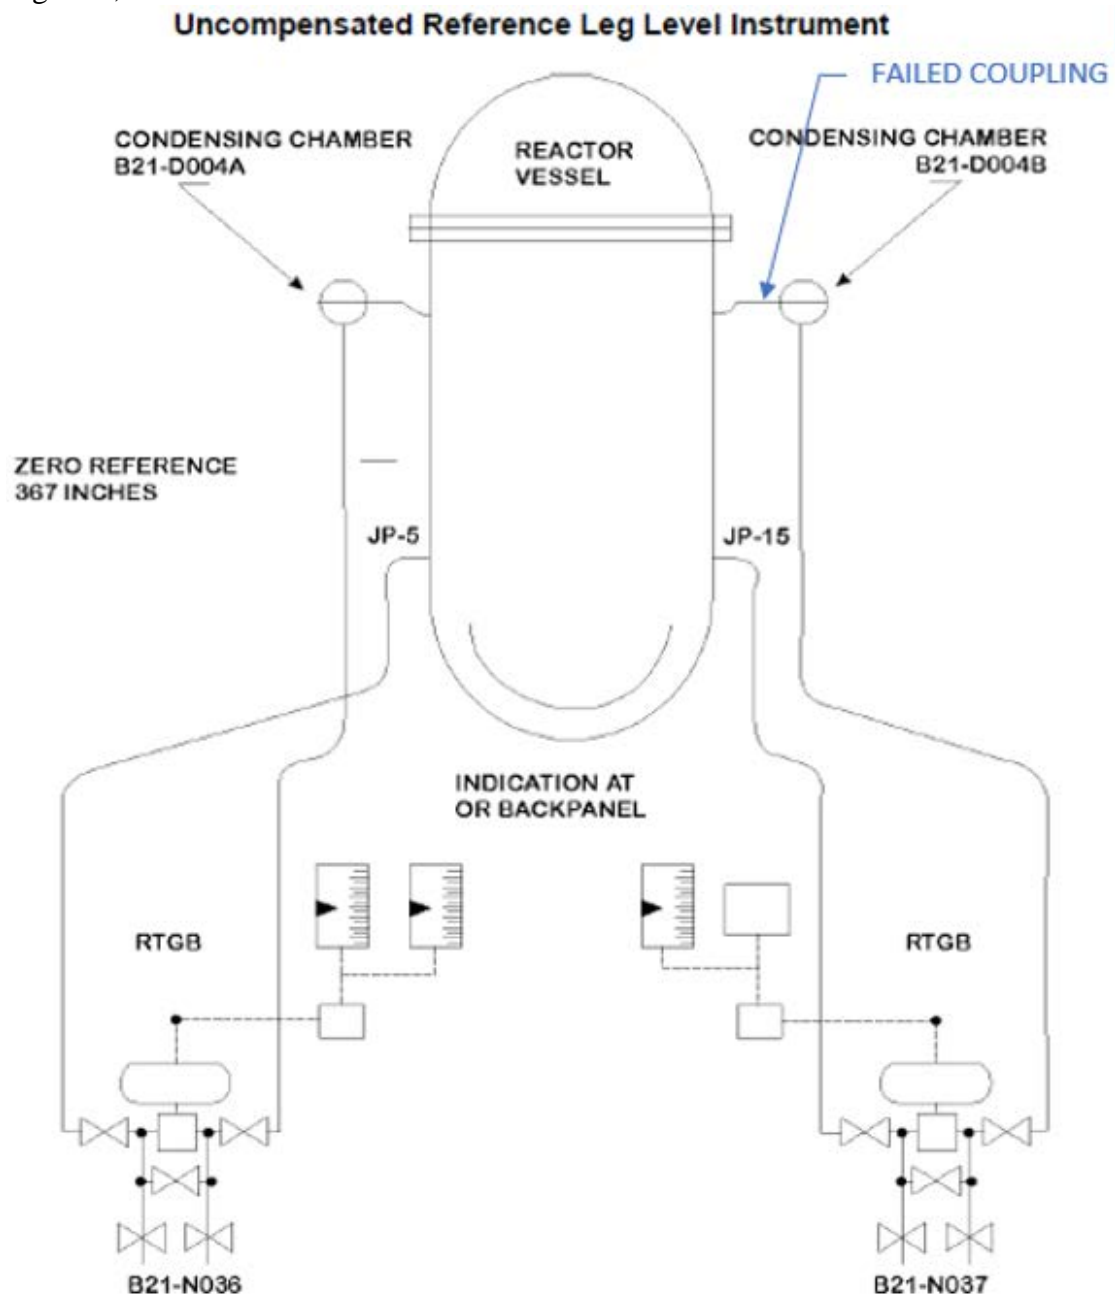 Uncompensated Reference Leg Level Instrument
FAILED COUPLING
CONDENSING CHAMBER
B21-D004A
REACTOR
VESSEL
CONDENSING CHAMBER
B21-D004B
ZERO REFERENCE
367 INCHES
JP-5
JP-15
INDICATION AT
OR BACKPANEL
RTGB
RTGB
B21-N036
B21-N037